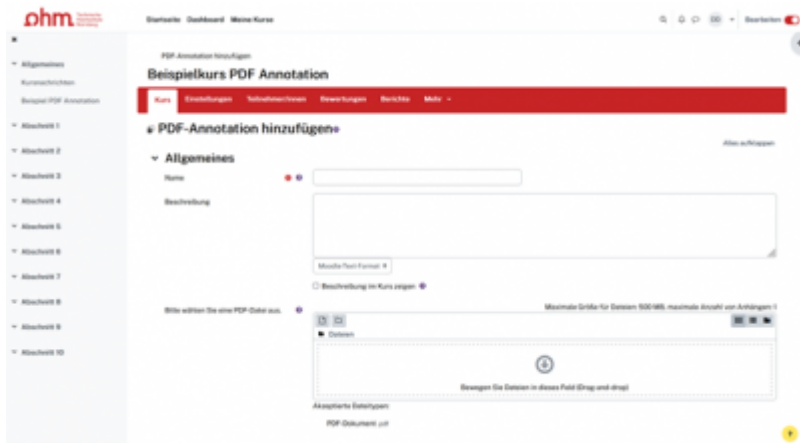 ohm Technische Hochschule Nürnberg
Startseite Dashboard Meine Kurse
Bearbeiten
Allgemeines
Kursnachrichten
Beispiel PDF Annotation
Abschnitt 1
Abschnitt 2
Abschnitt 3
Abschnitt 4
Abschnitt 5
Abschnitt 6
Abschnitt 7
Abschnitt 8
Abschnitt 9
Abschnitt 10
PDF-Annotation hinzufügen
Beispielkurs PDF Annotation
Kurs Einstellungen Teilnehmer/innen Bewertungen Berichte Mehr
PDF-Annotation hinzufügen
Alles aufklappen
Allgemeines
Name
Beschreibung
Moodle-Text-Format
Beschreibung im Kurs zeigen
Bitte wählen Sie eine PDF-Datei aus.
Maximale Größe für Dateien: 500 MB, maximale Anzahl von Anhängen: 1
Dateien
Bewegen Sie Dateien in dieses Feld (Drag-and-drop)
Akzeptierte Dateitypen:
PDF-Dokument .pdf